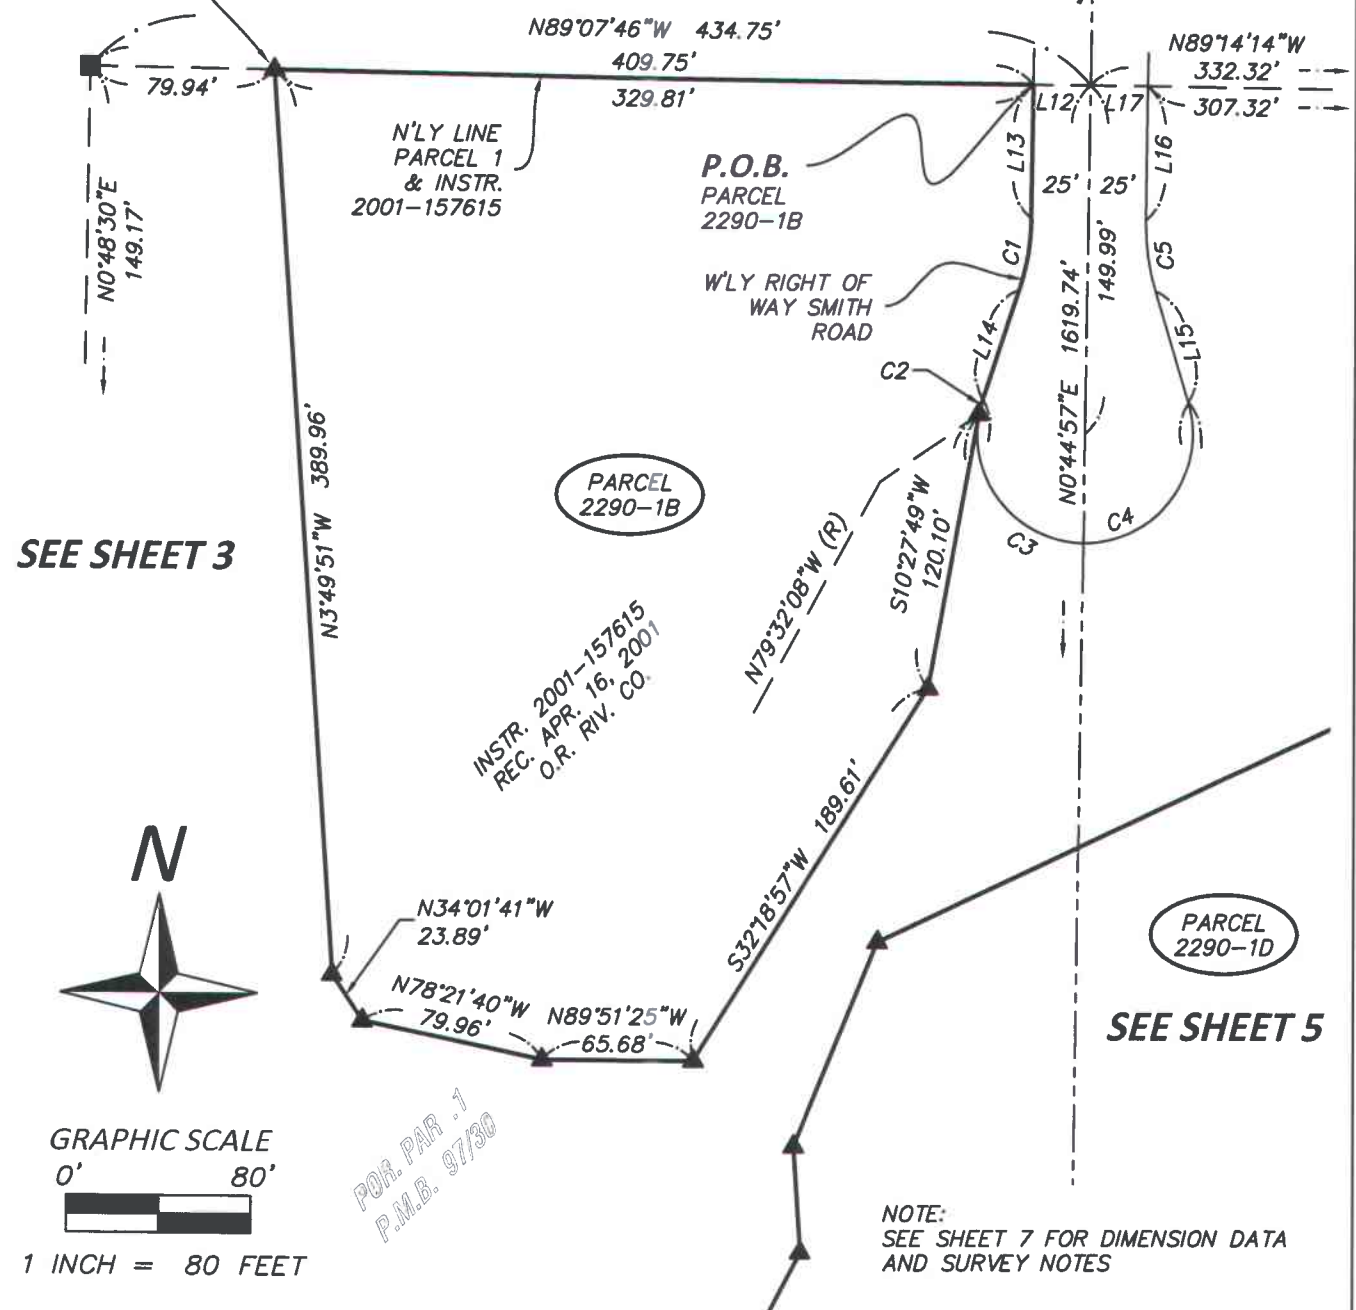 N89°07'46"W 434.75'
409.75'
329.81'
79.94'
N89°14'14"W
332.32'
307.32'
L12
L17
L13
L16
N'LY LINE
PARCEL 1
& INSTR.
2001-157615
P.O.B.
PARCEL
2290-1B
25'
25'
N0°48'30"E
149.17'
C1
C5
W'LY RIGHT OF
WAY SMITH
ROAD
149.99'
N0°44'57"E 1619.74'
L14
L15
C2
C3
C4
N3°49'51"W 389.96'
PARCEL
2290-1B
SEE SHEET 3
S10°27'49"W
120.10'
N79°32'08"W (R)
INSTR. 2001-157615
REC. APR. 16, 2001
O.R. RIV. CO.
S32°18'57"W 189.61'
N
N34°01'41"W
23.89'
N78°21'40"W
79.96'
N89°51'25"W
65.68'
PARCEL
2290-1D
SEE SHEET 5
POR. PAR .1
P.M.B. 97/30
GRAPHIC SCALE
0' 80'
1 INCH = 80 FEET
NOTE:
SEE SHEET 7 FOR DIMENSION DATA
AND SURVEY NOTES